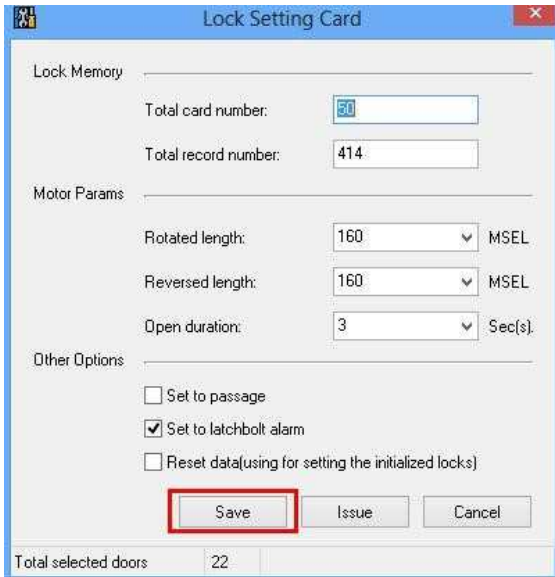 Lock Setting Card
Lock Memory
Total card number: 50
Total record number: 414
Motor Params
Rotated length: 160 MSEL
Reversed length: 160 MSEL
Open duration: 3 Sec(s).
Other Options
Set to passage
Set to latchbolt alarm
Reset data(using for setting the initialized locks)
Save Issue Cancel
Total selected doors 22